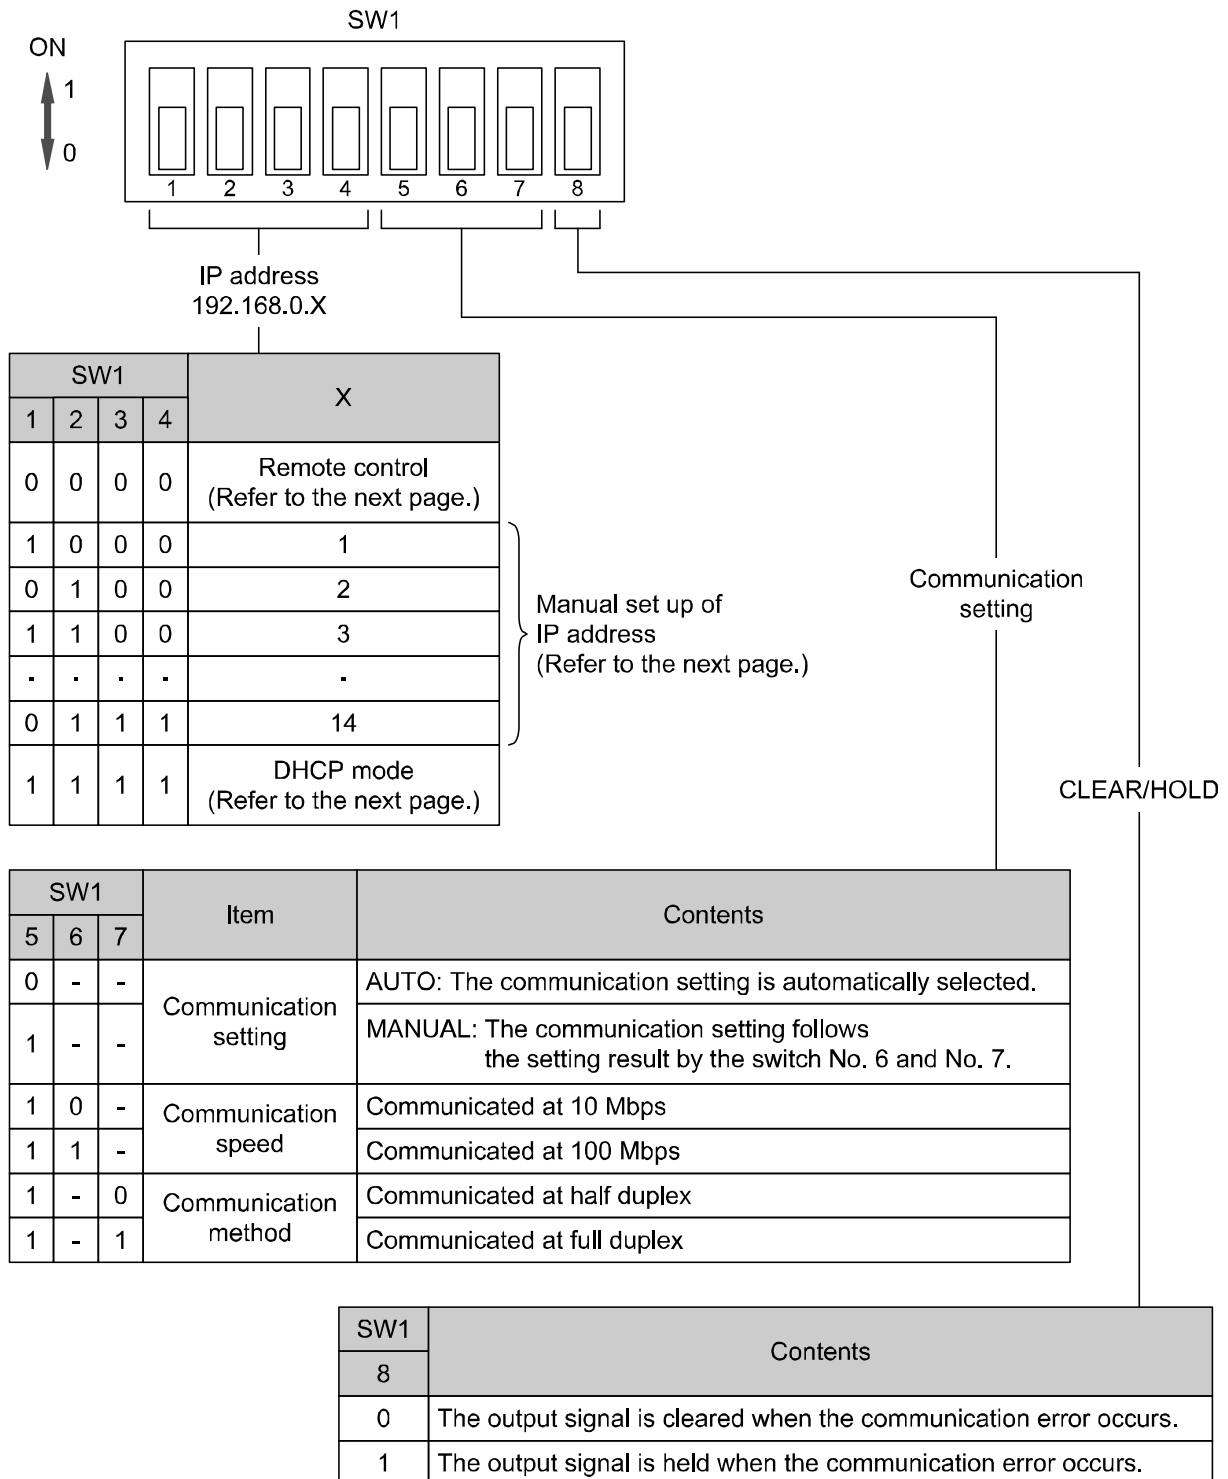 SW1
ON
1
0
1 2 3 4 5 6 7 8
IP address
192.168.0.X
SW1 X
1 2 3 4
0 0 0 0 Remote control
(Refer to the next page.)
1 0 0 0 1
0 1 0 0 2
1 1 0 0 3
- - - - -
0 1 1 1 14
1 1 1 1 DHCP mode
(Refer to the next page.)
Manual set up of
IP address
(Refer to the next page.)
Communication
setting
CLEAR/HOLD
SW1 Item Contents
5 6 7
0 - - Communication
setting
AUTO: The communication setting is automatically selected.
1 - - MANUAL: The communication setting follows
the setting result by the switch No. 6 and No. 7.
1 0 - Communication
speed
Communicated at 10 Mbps
1 1 - Communicated at 100 Mbps
1 - 0 Communication
method
Communicated at half duplex
1 - 1 Communicated at full duplex
SW1 Contents
8
0 The output signal is cleared when the communication error occurs.
1 The output signal is held when the communication error occurs.